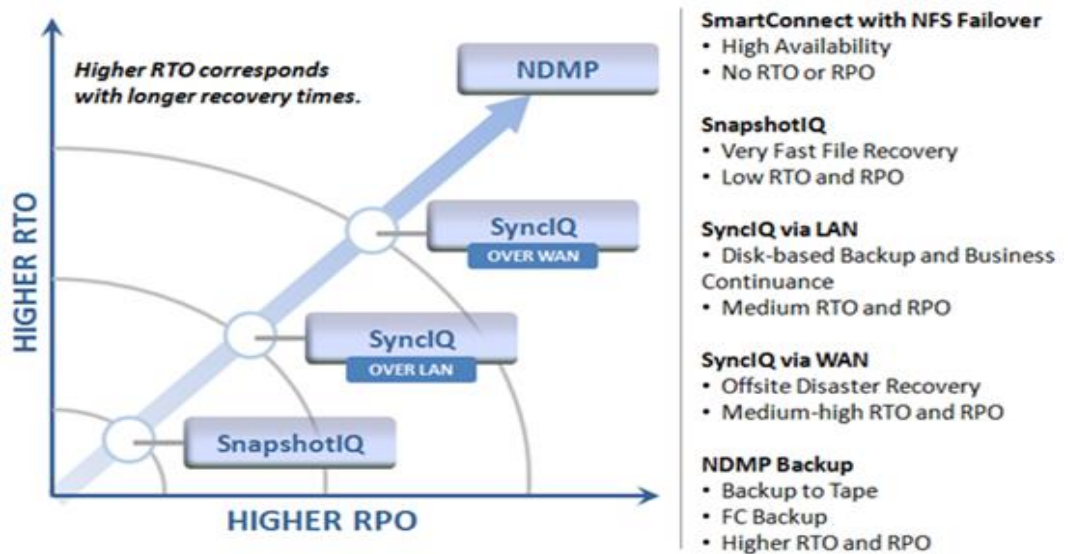 Higher RTO corresponds
with longer recovery times.
NDMP
SyncIQ
OVER WAN
SyncIQ
OVER LAN
SnapshotIQ
HIGHER RTO
HIGHER RPO
SmartConnect with NFS Failover
• High Availability
• No RTO or RPO
SnapshotIQ
• Very Fast File Recovery
• Low RTO and RPO
SyncIQ via LAN
• Disk-based Backup and Business
Continuance
• Medium RTO and RPO
SyncIQ via WAN
• Offsite Disaster Recovery
• Medium-high RTO and RPO
NDMP Backup
• Backup to Tape
• FC Backup
• Higher RTO and RPO